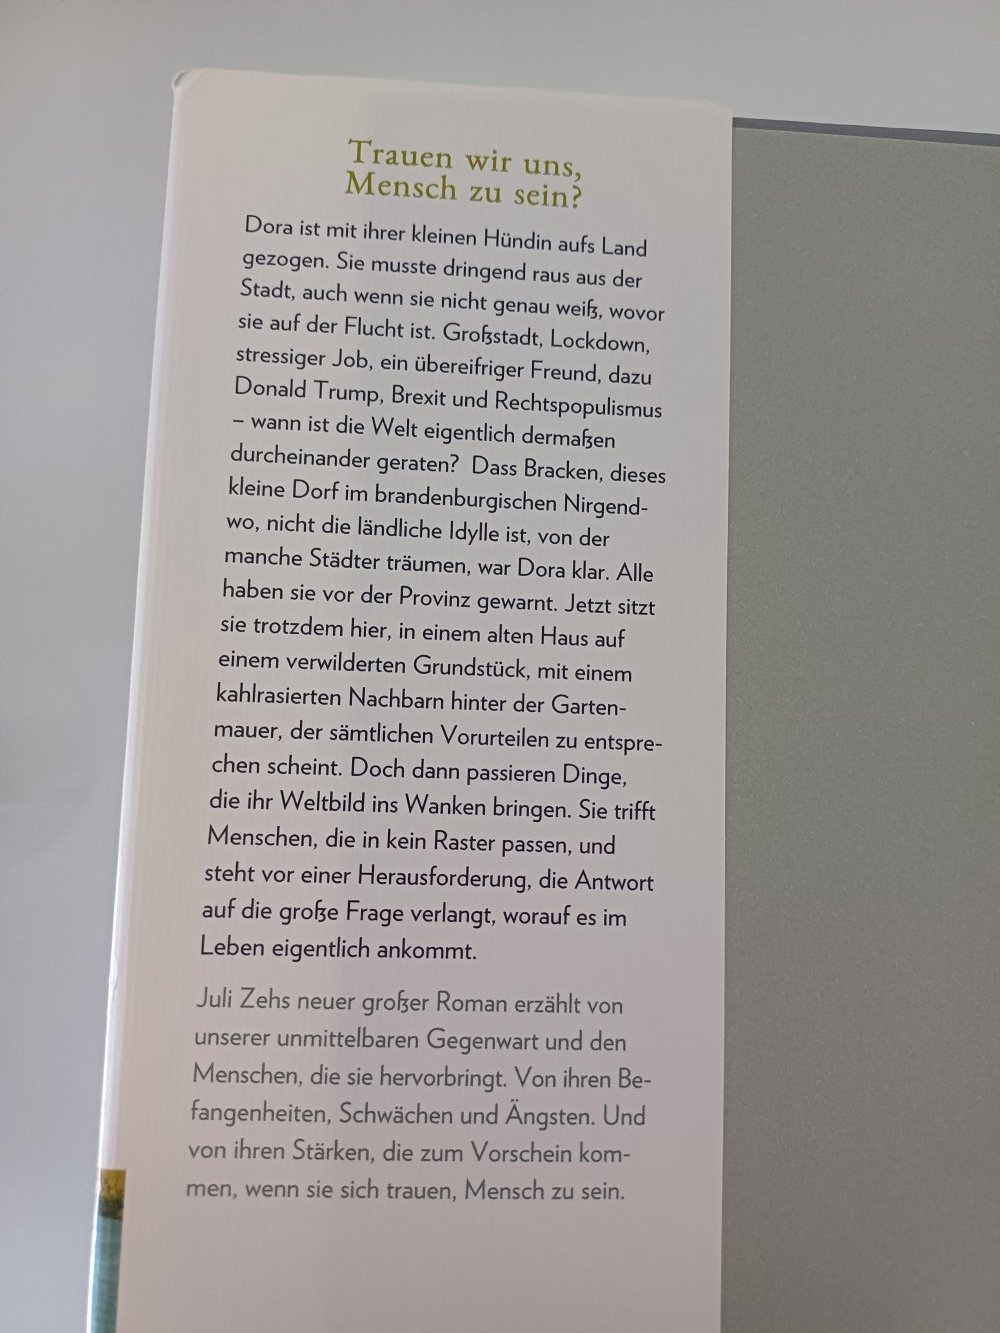 Trauen wir uns,
Mensch zu sein?
Dora ist mit ihrer kleinen Hündin aufs Land
gezogen. Sie musste dringend raus aus der
Stadt, auch wenn sie nicht genau weiß, wovor
sie auf der Flucht ist. Großstadt, Lockdown,
stressiger Job, ein übereifriger Freund, dazu
Donald Trump, Brexit und Rechtspopulismus
– wann ist die Welt eigentlich dermaßen
durcheinander geraten? Dass Bracken, dieses
kleine Dorf im brandenburgischen Nirgend-
wo, nicht die ländliche Idylle ist, von der
manche Städter träumen, war Dora klar. Alle
haben sie vor der Provinz gewarnt. Jetzt sitzt
sie trotzdem hier, in einem alten Haus auf
einem verwilderten Grundstück, mit einem
kahlrasierten Nachbarn hinter der Garten-
mauer, der sämtlichen Vorurteilen zu entspre-
chen scheint. Doch dann passieren Dinge,
die ihr Weltbild ins Wanken bringen. Sie trifft
Menschen, die in kein Raster passen, und
steht vor einer Herausforderung, die Antwort
auf die große Frage verlangt, worauf es im
Leben eigentlich ankommt.
Juli Zehs neuer großer Roman erzählt von
unserer unmittelbaren Gegenwart und den
Menschen, die sie hervorbringt. Von ihren Be-
fangenheiten, Schwächen und Ängsten. Und
von ihren Stärken, die zum Vorschein kom-
men, wenn sie sich trauen, Mensch zu sein.